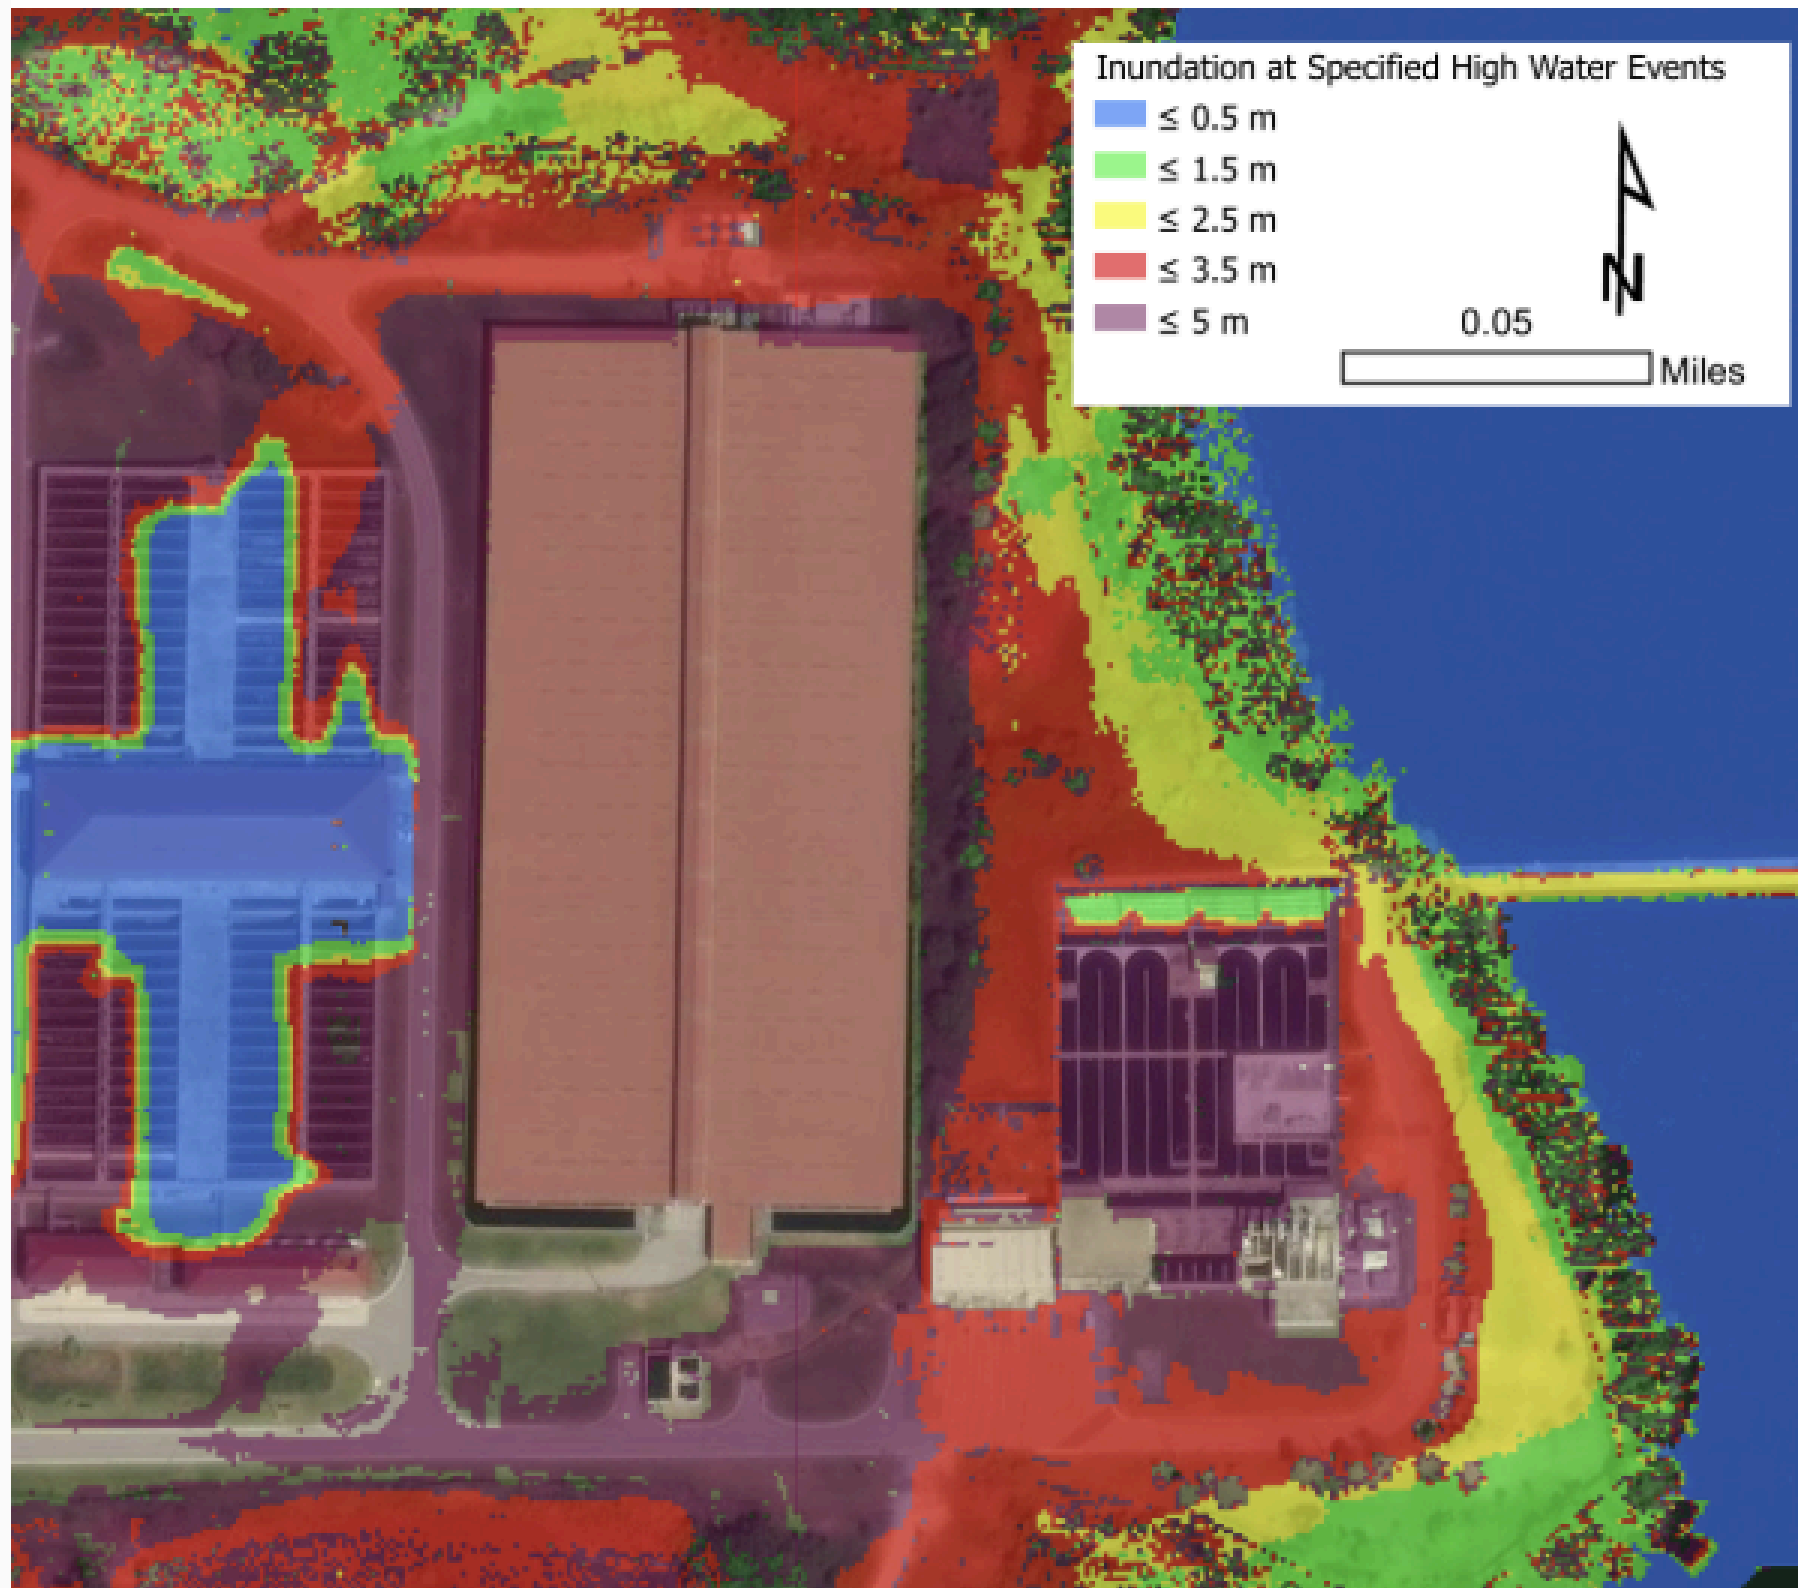 Inundation at Specified High Water Events
≤ 0.5 m
≤ 1.5 m
≤ 2.5 m
≤ 3.5 m
≤ 5 m
N
0.05
Miles